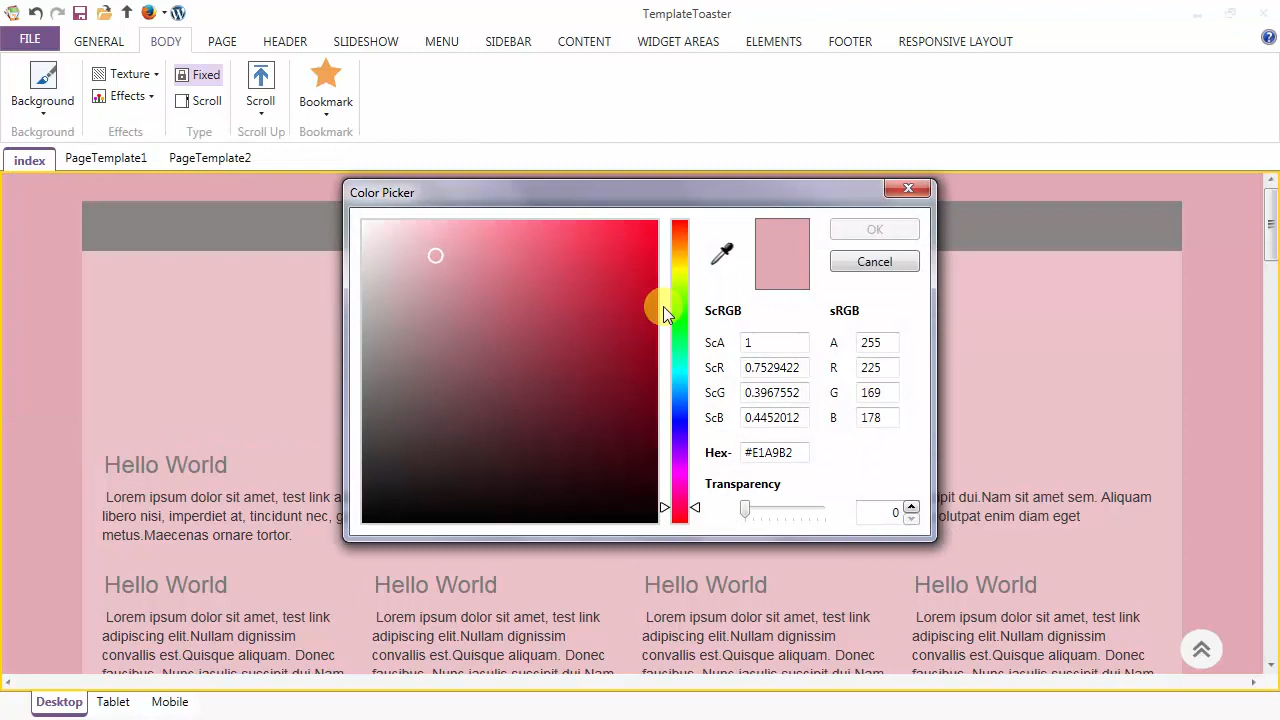 TemplateToaster
FILE GENERAL BODY PAGE HEADER SLIDESHOW MENU SIDEBAR CONTENT WIDGET AREAS ELEMENTS FOOTER RESPONSIVE LAYOUT
Background Texture Effects Fixed Scroll Scroll Bookmark
Background Effects Type Scroll Up Bookmark
index PageTemplate1 PageTemplate2
Color Picker
OK
Cancel
ScRGB sRGB
ScA 1 A 255
ScR 0.7529422 R 225
ScG 0.3967552 G 169
ScB 0.4452012 B 178
Hex- #E1A9B2
Transparency
0
Hello World
Lorem ipsum dolor sit amet, test link a
libero nisi, imperdiet at, tincidunt nec,
metus.Maecenas ornare tortor.
ipit dui.Nam sit amet sem. Aliquam
olutpat enim diam eget
Hello World Hello World Hello World Hello World
Lorem ipsum dolor sit amet, test link Lorem ipsum dolor sit amet, test link Lorem ipsum dolor sit amet, test link Lorem ipsum dolor sit amet, test link
adipiscing elit.Nullam dignissim adipiscing elit.Nullam dignissim adipiscing elit.Nullam dignissim adipiscing elit.Nullam dignissim
convallis est.Quisque aliquam. Donec convallis est.Quisque aliquam. Donec convallis est.Quisque aliquam. Donec convallis est.Quisque aliquam. Donec
Desktop Tablet Mobile